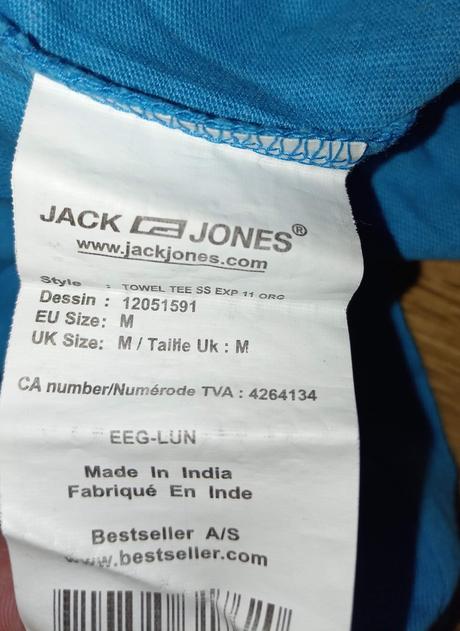 JACK JONES®
www.jackjones.com
Style : TOWEL TEE SS EXP 11 ORG
Dessin : 12051591
EU Size: M
UK Size: M / Taille Uk : M
CA number/Numérode TVA : 4264134
EEG-LUN
Made In India
Fabriqué En Inde
Bestseller A/S
www.bestseller.com